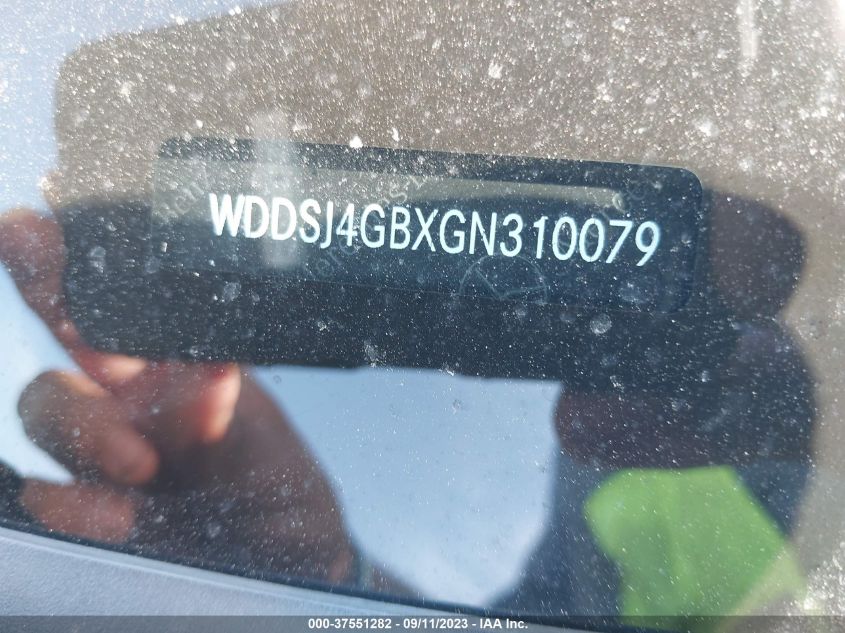 WDDSJ4GBXGN310079
000-37551282 - 09/11/2023 - IAA Inc.